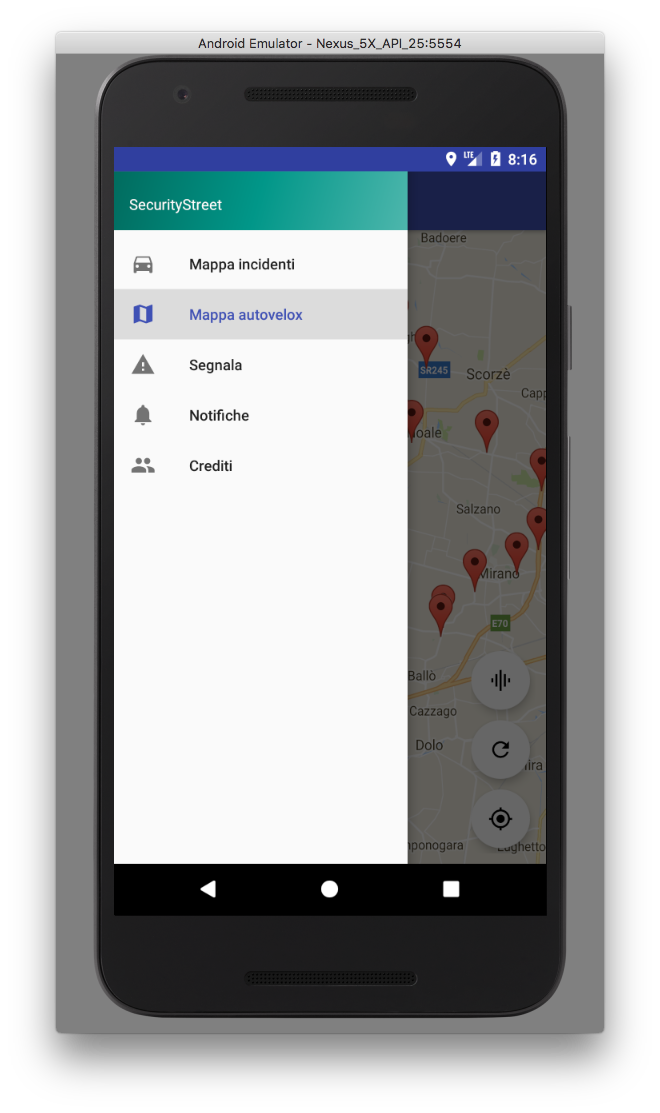 Android Emulator - Nexus_5X_API_25:5554
LTE 8:16
SecurityStreet
Mappa incidenti
Mappa autovelox
Segnala
Notifiche
Crediti
Badoere
SR245
Scorzè
Capp
oale
Salzano
Mirano
E70
Ballò
Cazzago
Dolo
ira
nponogara
Lughetto